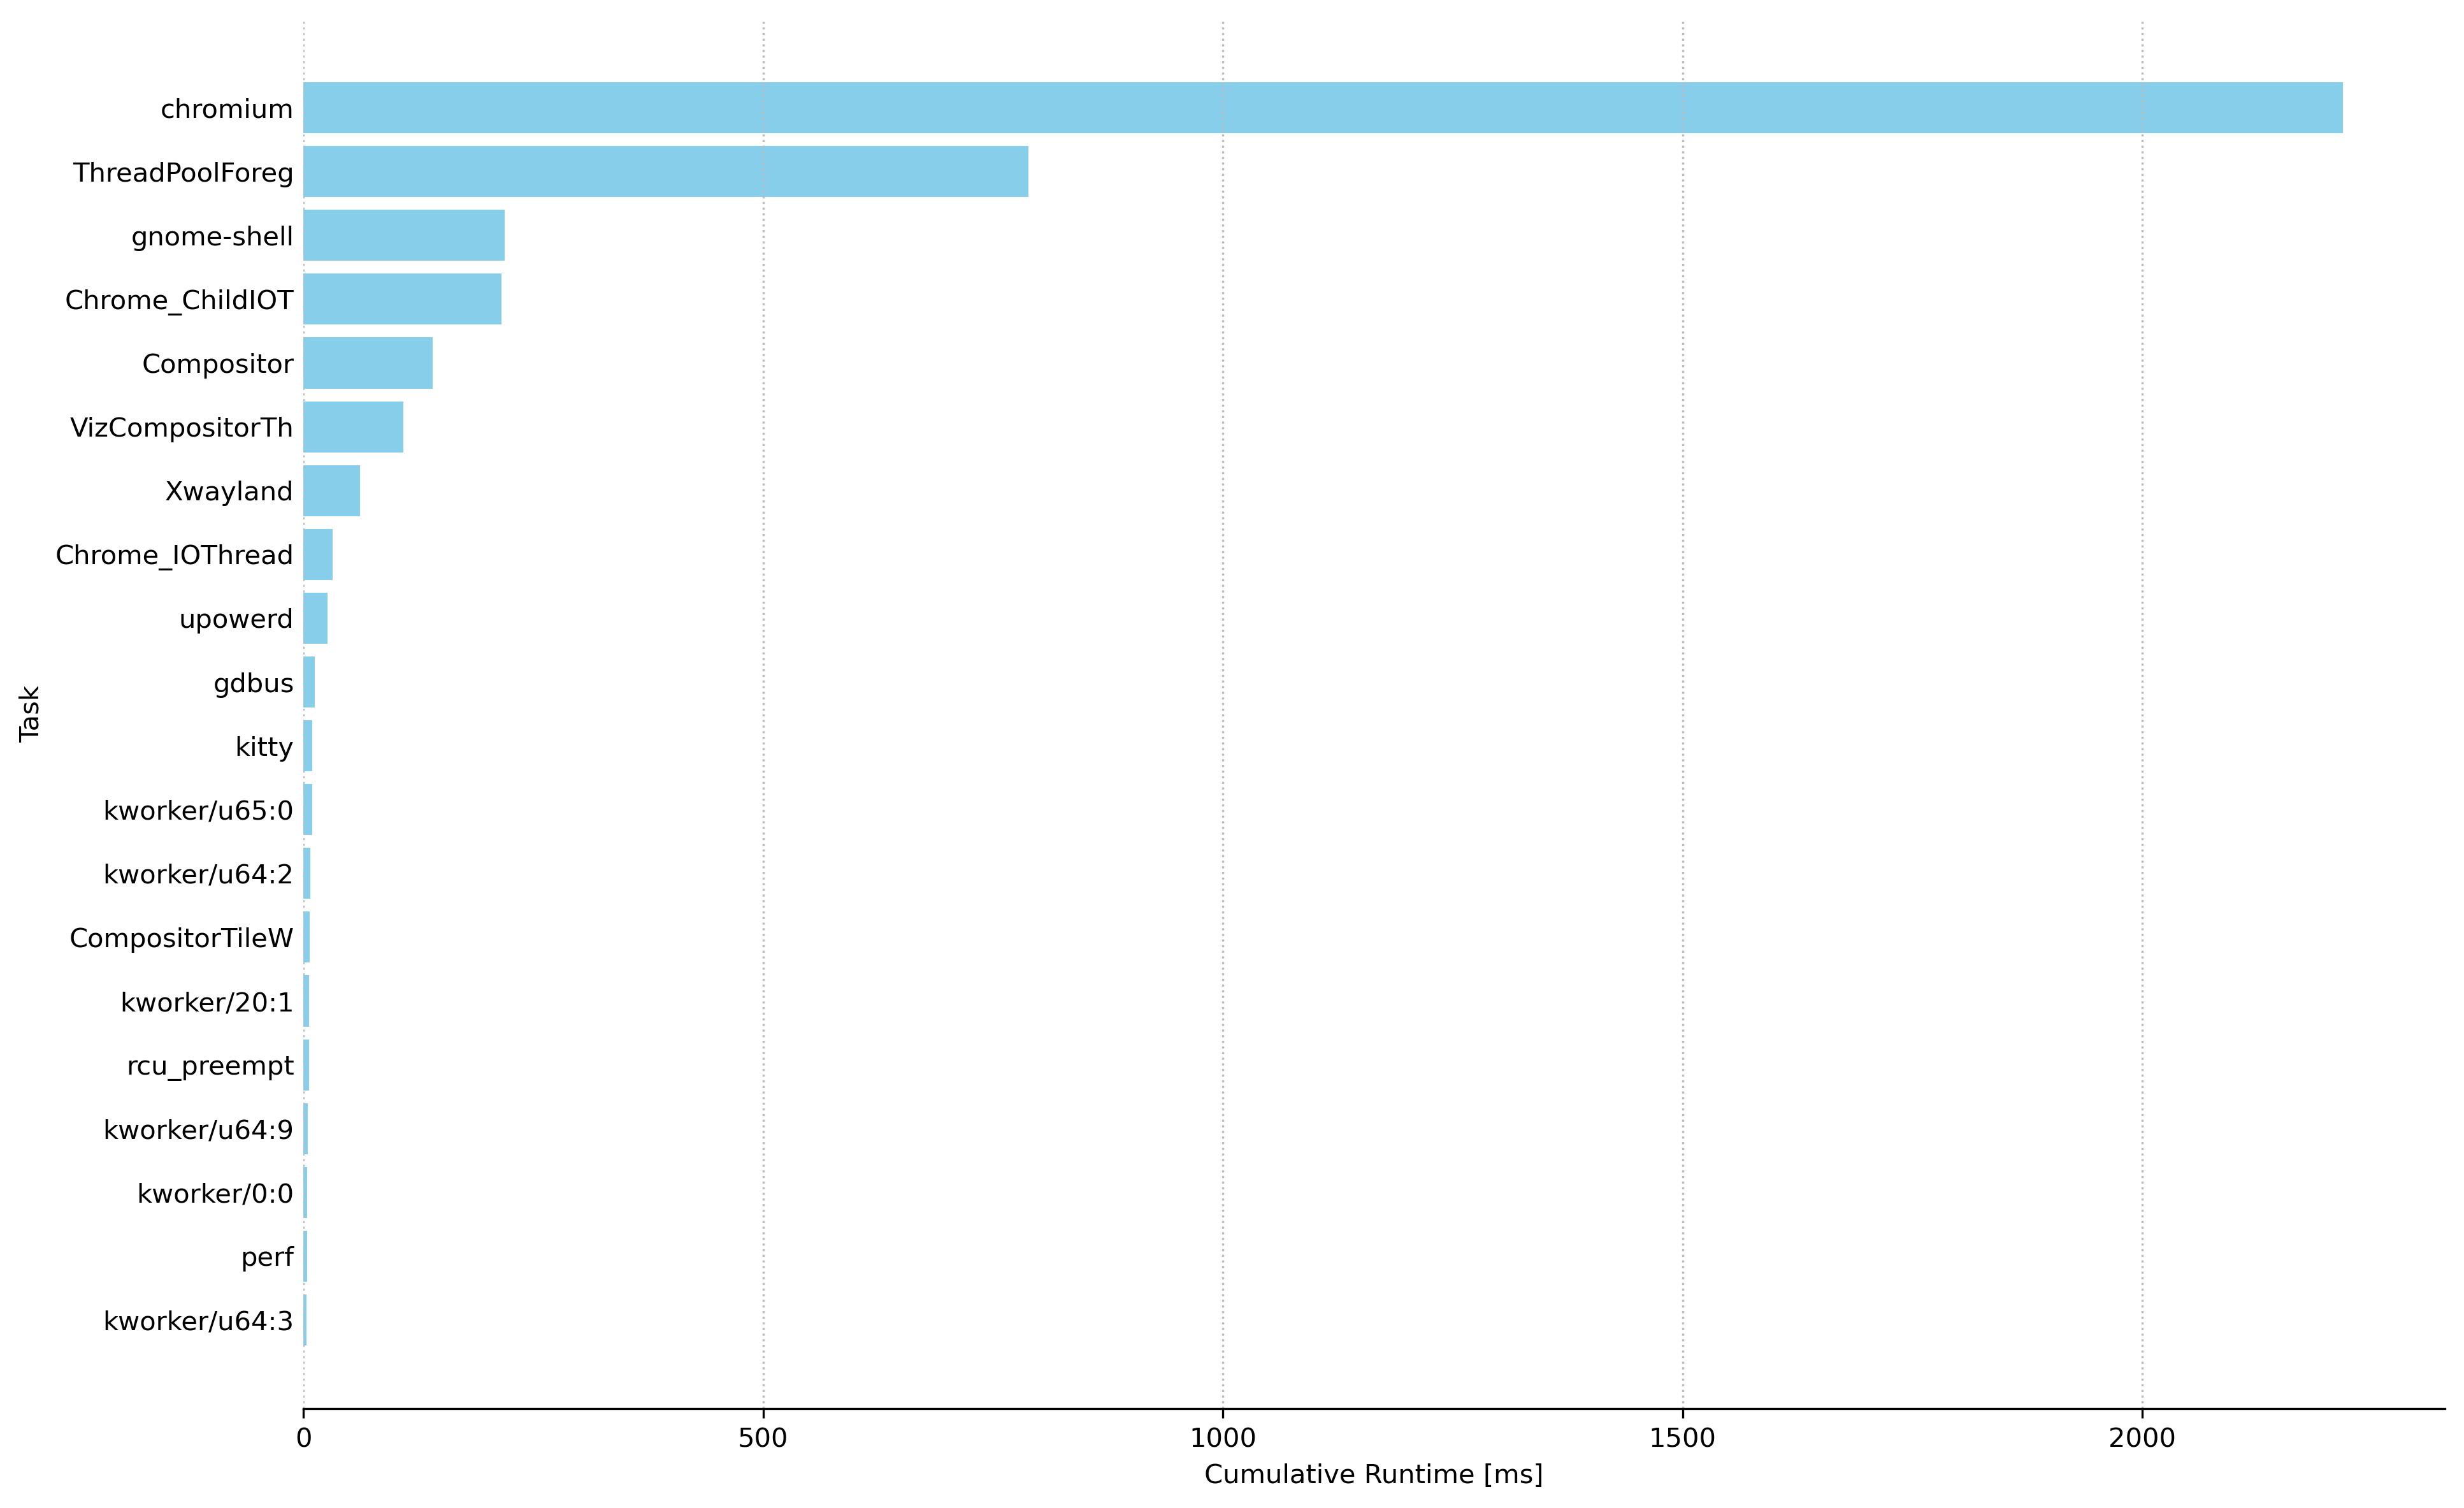 chromium
ThreadPoolForeg
gnome-shell
Chrome_ChildIOT
Compositor
VizCompositorTh
Xwayland
Chrome_IOThread
upowerd
gdbus
kitty
kworker/u65:0
kworker/u64:2
CompositorTileW
kworker/20:1
rcu_preempt
kworker/u64:9
kworker/0:0
perf
kworker/u64:3
Task
0 500 1000 1500 2000
Cumulative Runtime [ms]